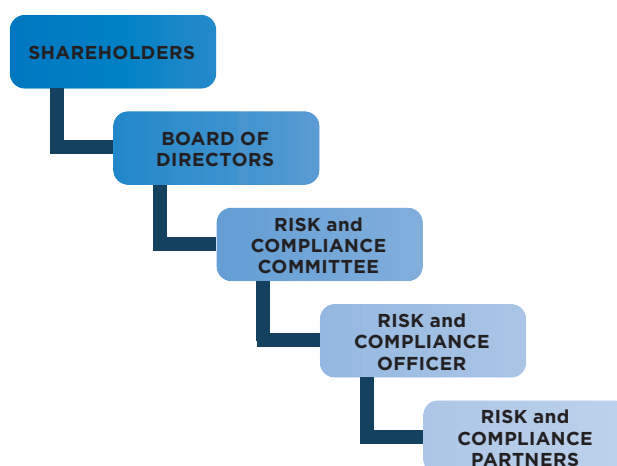 SHAREHOLDERS
BOARD OF
DIRECTORS
RISK and
COMPLIANCE
COMMITTEE
RISK and
COMPLIANCE
OFFICER
RISK and
COMPLIANCE
PARTNERS